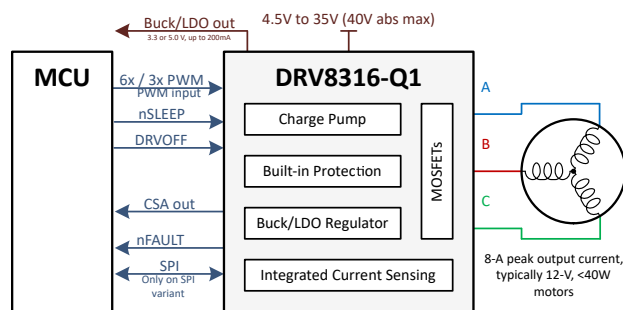 Buck/LDO out
3.3 or 5.0 V, up to 200mA
4.5V to 35V (40V abs max)
MCU
DRV8316-Q1
6x / 3x PWM
PWM input
nSLEEP
DRVOFF
CSA out
nFAULT
SPI
Only on SPI
variant
Charge Pump
Built-in Protection
Buck/LDO Regulator
Integrated Current Sensing
MOSFETs
A
B
C
8-A peak output current,
typically 12-V, <40W
motors